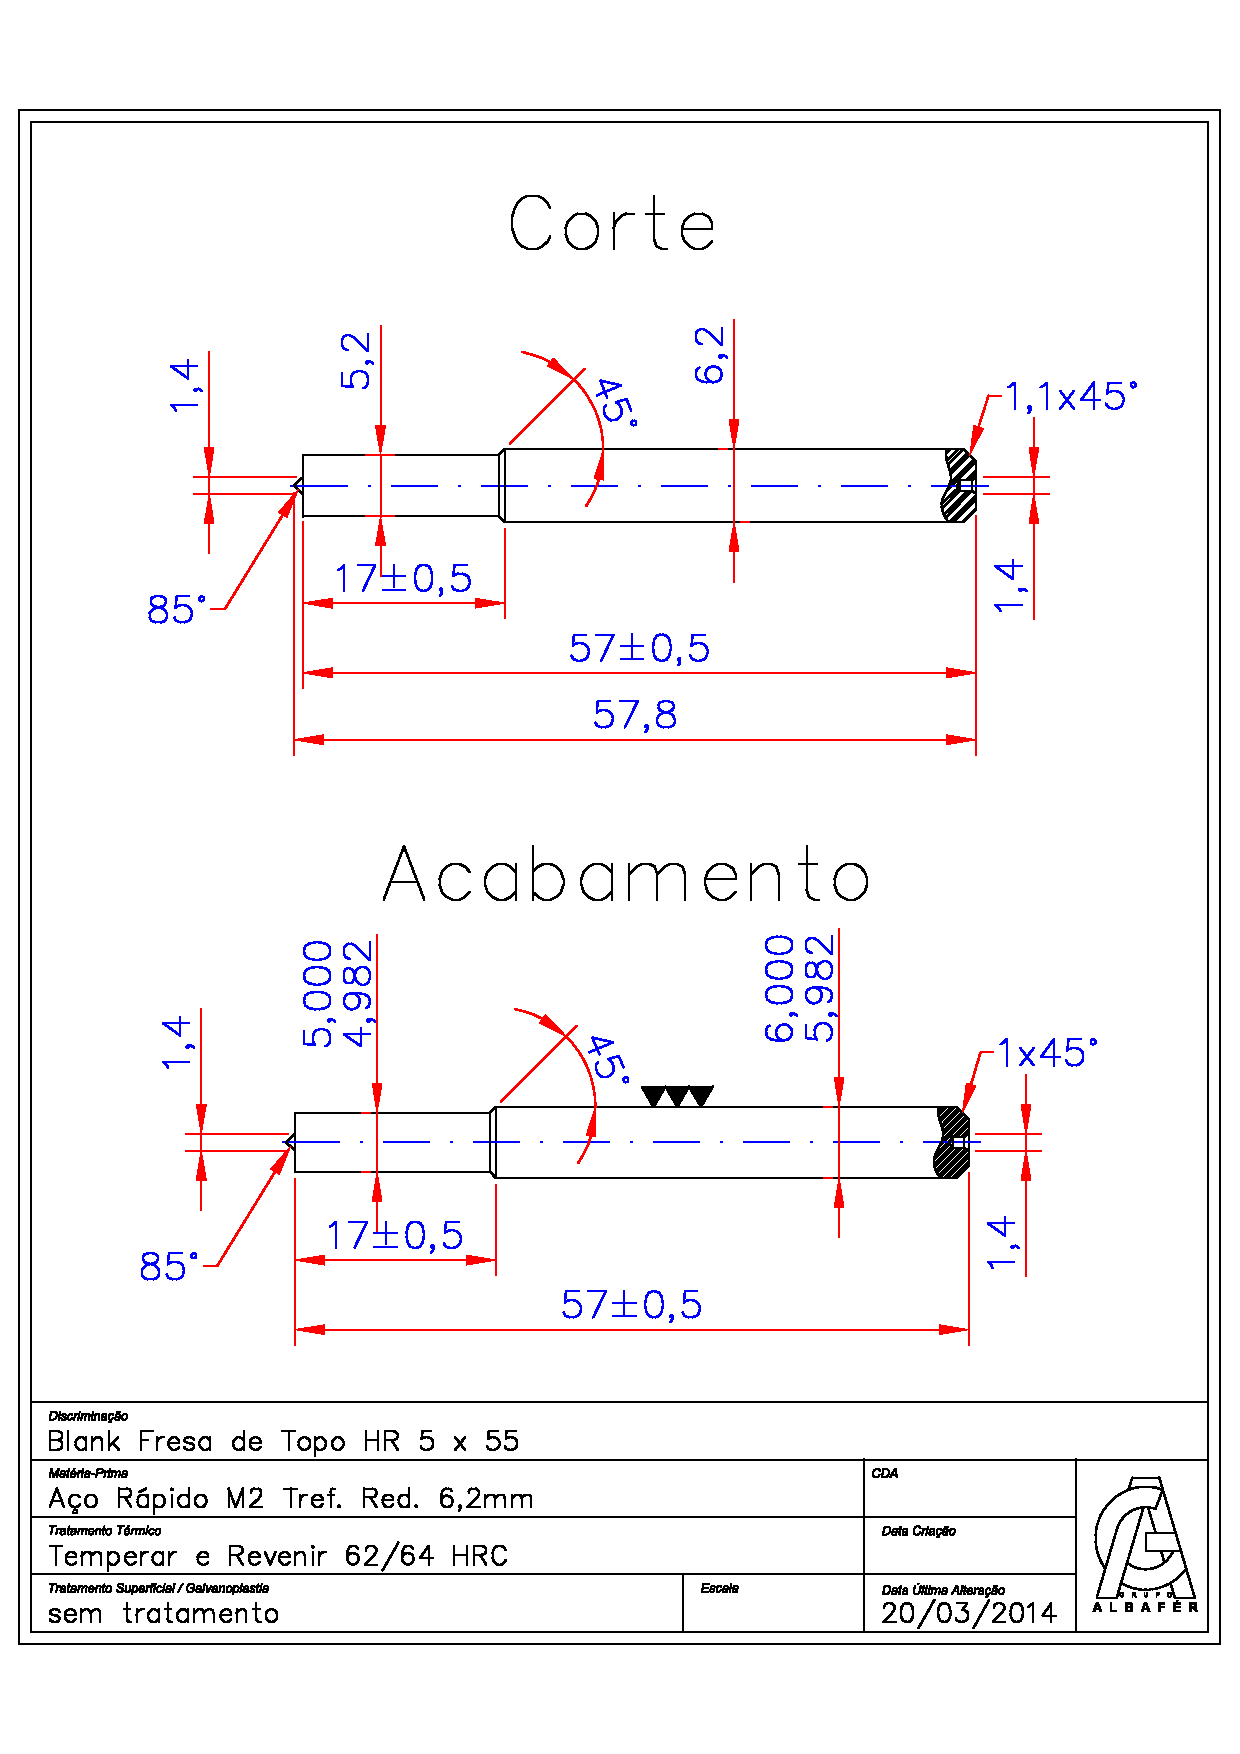 Corte
1,4
5,2
45°
6,2
1,1x45°
85°
17±0,5
1,4
57±0,5
57,8
Acabamento
1,4
5,000
4,982
45°
6,000
5,982
1x45°
85°
17±0,5
1,4
57±0,5
Discriminação
Blank Fresa de Topo HR 5 x 55
Matéria-Prima
Aço Rápido M2 Tref. Red. 6,2mm
CDA
Tratamento Térmico
Temperar e Revenir 62/64 HRC
Data Criação
Tratamento Superficial / Galvanoplastia
sem tratamento
Escala
Data Última Alteração
20/03/2014
GRUPO
ALBAFÉR